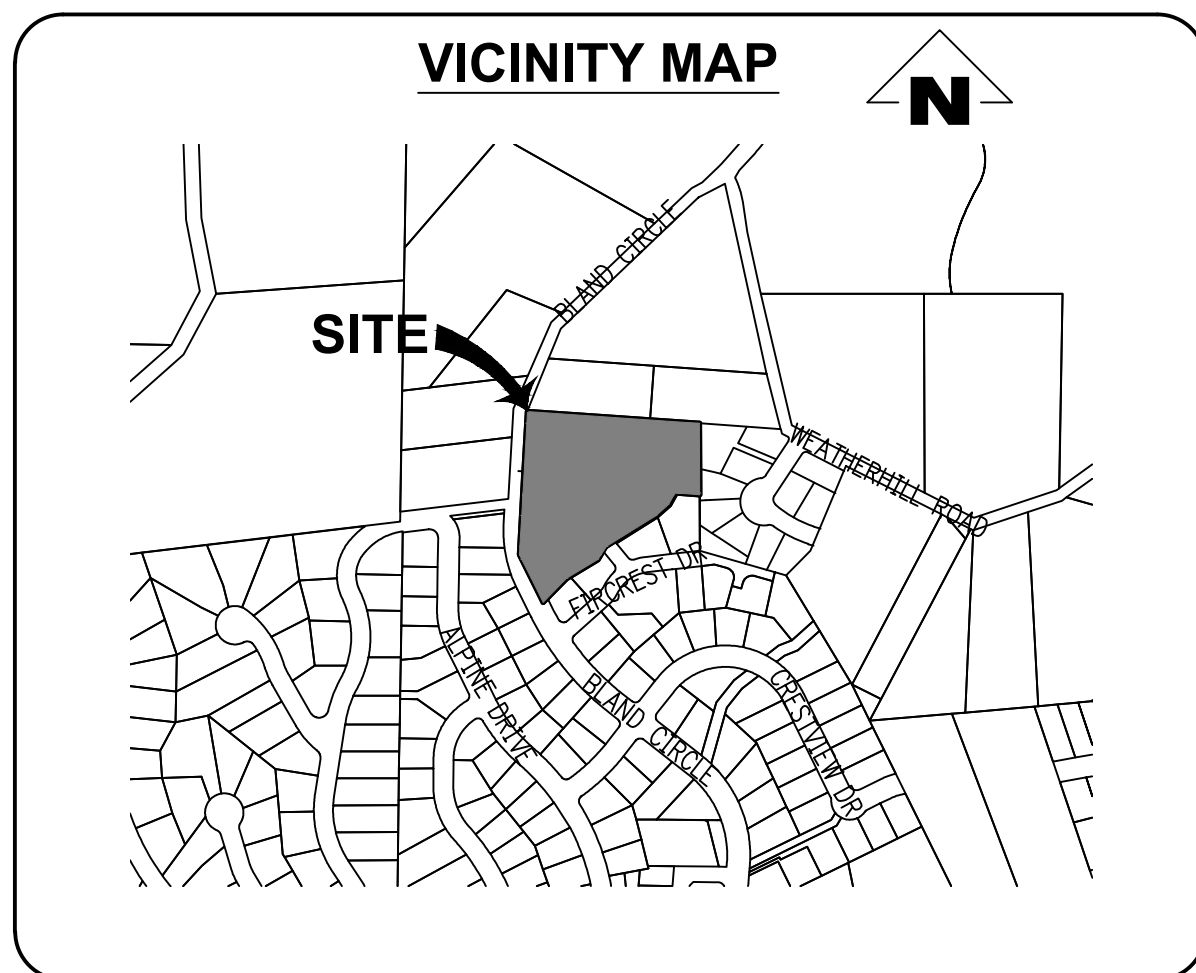 VICINITY MAP
N
BLAND CIRCLE
SITE
WEATHERHILL ROAD
FIRCREST DR
ALPINE DRIVE
BLAND CIRCLE
CRESTVIEW DR